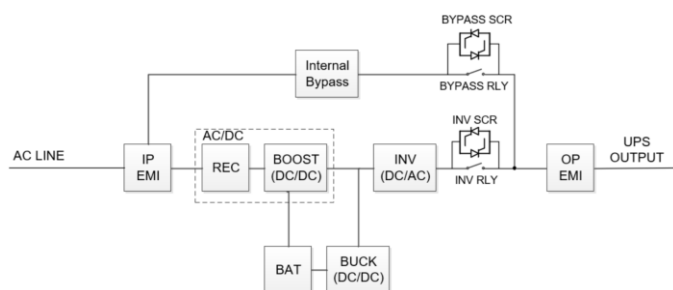 BYPASS SCR
Internal
Bypass
BYPASS RLY
INV SCR
AC/DC
UPS
OUTPUT
AC LINE
IP
EMI
REC
BOOST
(DC/DC)
INV
(DC/AC)
INV RLY
OP
EMI
BAT
BUCK
(DC/DC)